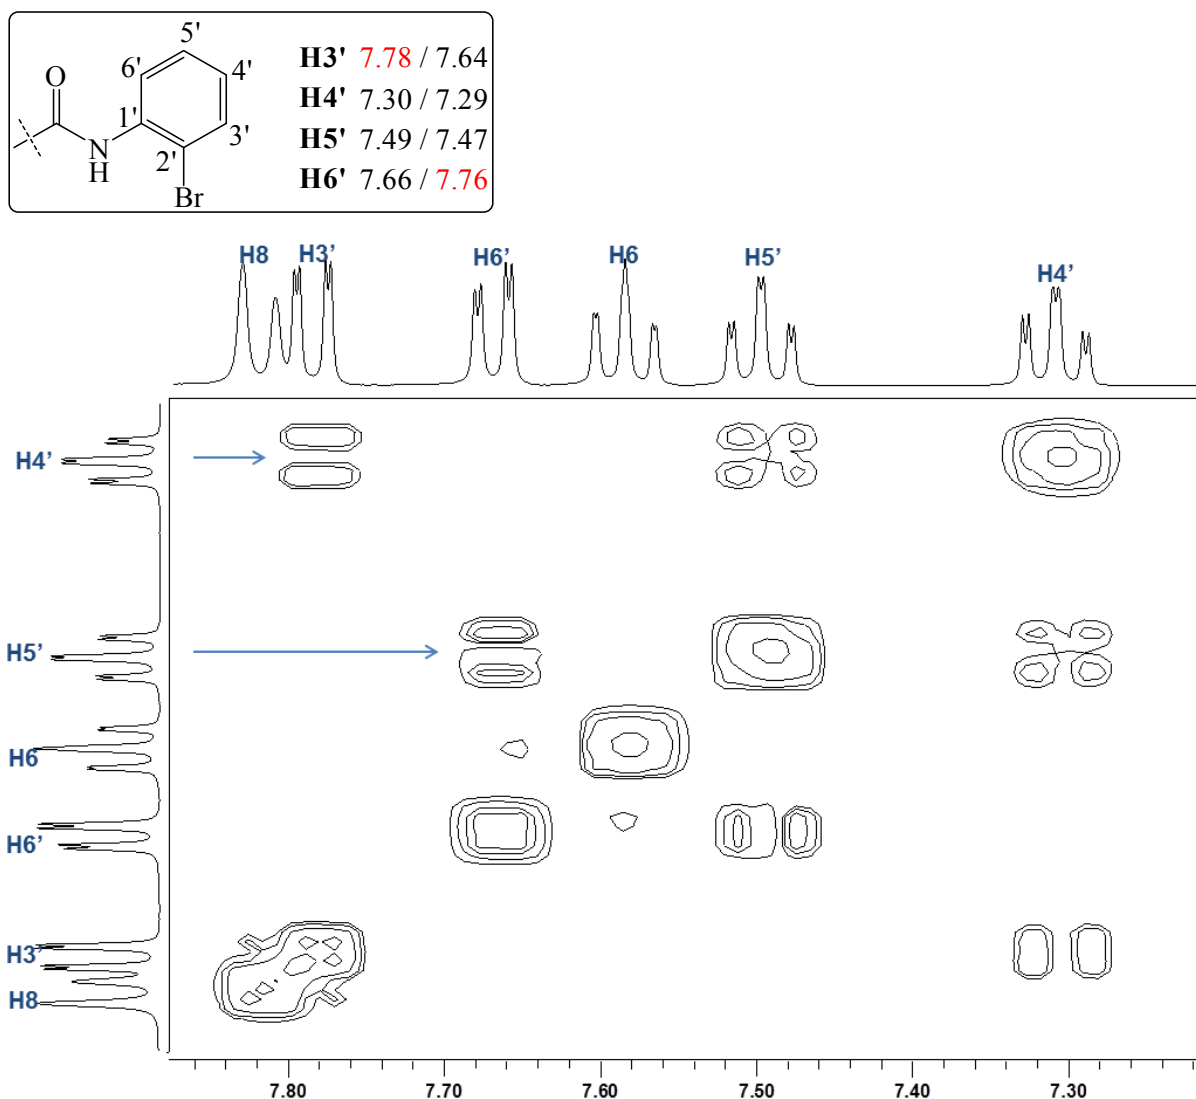 5'
6'
4'
O
1'
3'
N
H
2'
Br
H3' 7.78 / 7.64
H4' 7.30 / 7.29
H5' 7.49 / 7.47
H6' 7.66 / 7.76
H8 H3’ H6’ H6 H5’ H4’
H4’
H5’
H6
H6’
H3’
H8
7.80 7.70 7.60 7.50 7.40 7.30